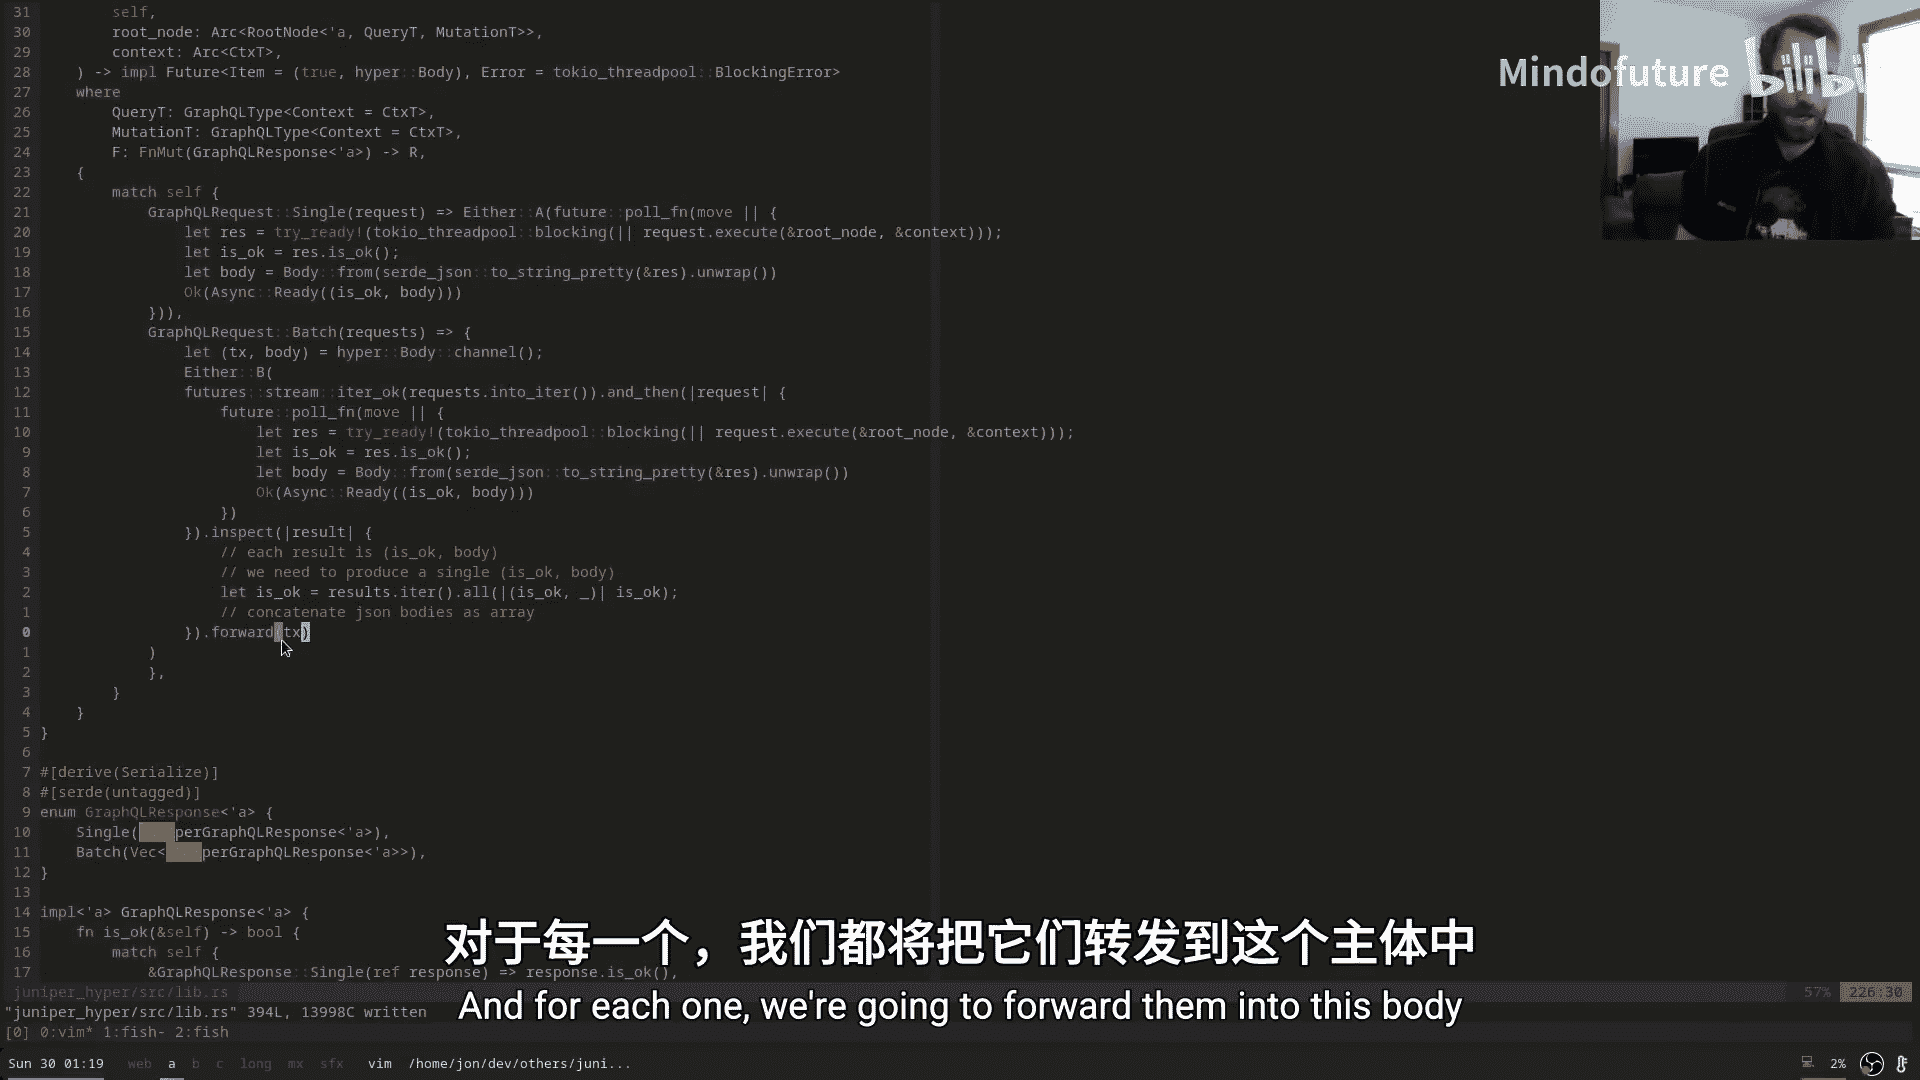 31 self,
30 root_node: Arc<RootNode<'a, QueryT, MutationT>>,
29 context: Arc<CtxT>,
28 ) -> impl Future<Item = (true, hyper::Body), Error = tokio_threadpool::BlockingError>
27 where
26 QueryT: GraphQLType<Context = CtxT>,
25 MutationT: GraphQLType<Context = CtxT>,
24 F: FnMut(GraphQLResponse<'a>) -> R,
23 {
22 match self {
21 GraphQLRequest::Single(request) => Either::A(future::poll_fn(move || {
20 let res = try_ready!(tokio_threadpool::blocking(|| request.execute(&root_node, &context)));
19 let is_ok = res.is_ok();
18 let body = Body::from(serde_json::to_string_pretty(&res).unwrap())
17 Ok(Async::Ready((is_ok, body)))
16 })),
15 GraphQLRequest::Batch(requests) => {
14 let (tx, body) = hyper::Body::channel();
13 Either::B(
12 futures::stream::iter_ok(requests.into_iter()).and_then(|request| {
11 future::poll_fn(move || {
10 let res = try_ready!(tokio_threadpool::blocking(|| request.execute(&root_node, &context)));
9 let is_ok = res.is_ok();
8 let body = Body::from(serde_json::to_string_pretty(&res).unwrap())
7 Ok(Async::Ready((is_ok, body)))
6 })
5 }).inspect(|result| {
4 // each result is (is_ok, body)
3 // we need to produce a single (is_ok, body)
2 let is_ok = results.iter().all(|(is_ok, _)| is_ok);
1 // concatenate json bodies as array
0 }).forward(tx)
1 )
2 },
3 }
4 }
5 }
6
7 #[derive(Serialize)]
8 #[serde(untagged)]
9 enum GraphQLResponse<'a> {
10 Single(perGraphQLResponse<'a>),
11 Batch(Vec<perGraphQLResponse<'a>>),
12 }
13
14 impl<'a> GraphQLResponse<'a> {
15 fn is_ok(&self) -> bool {
16 match self {
17 &GraphQLResponse::Single(ref response) => response.is_ok(),
juniper_hyper/src/lib.rs 57% 226:30
"juniper_hyper/src/lib.rs" 394L, 13998C written
[0] 0:vim* 1:fish- 2:fish
Sun 30 01:19 web a b c long mx sfx vim /home/jon/dev/others/juni... 2%
Mindofuture bilibil
对于每一个，我们都将把它们转发到这个主体中
And for each one, we're going to forward them into this body